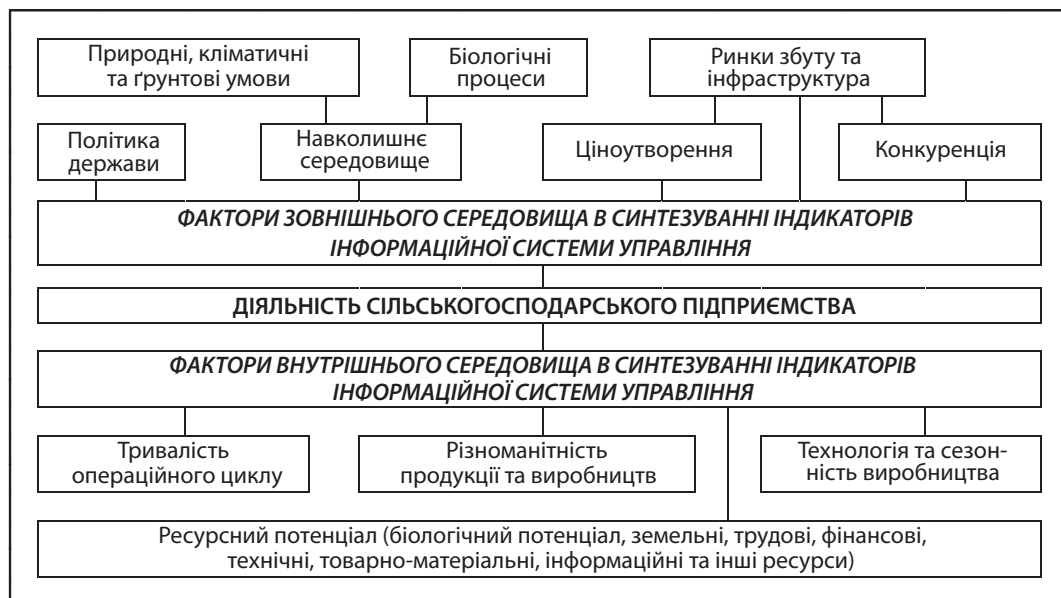 Природні, кліматичні
та ґрунтові умови
Біологічні
процеси
Ринки збуту та
інфраструктура
Політика
держави
Навколишнє
середовище
Ціноутворення
Конкуренція
ФАКТОРИ ЗОВНІШНЬОГО СЕРЕДОВИЩА В СИНТЕЗУВАННІ ІНДИКАТОРІВ
ІНФОРМАЦІЙНОЇ СИСТЕМИ УПРАВЛІННЯ
ДІЯЛЬНІСТЬ СІЛЬСЬКОГОСПОДАРСЬКОГО ПІДПРИЄМСТВА
ФАКТОРИ ВНУТРІШНЬОГО СЕРЕДОВИЩА В СИНТЕЗУВАННІ ІНДИКАТОРІВ
ІНФОРМАЦІЙНОЇ СИСТЕМИ УПРАВЛІННЯ
Тривалість
операційного циклу
Різноманітність
продукції та виробництв
Технологія та сезон-
ність виробництва
Ресурсний потенціал (біологічний потенціал, земельні, трудові, фінансові,
технічні, товарно-матеріальні, інформаційні та інші ресурси)